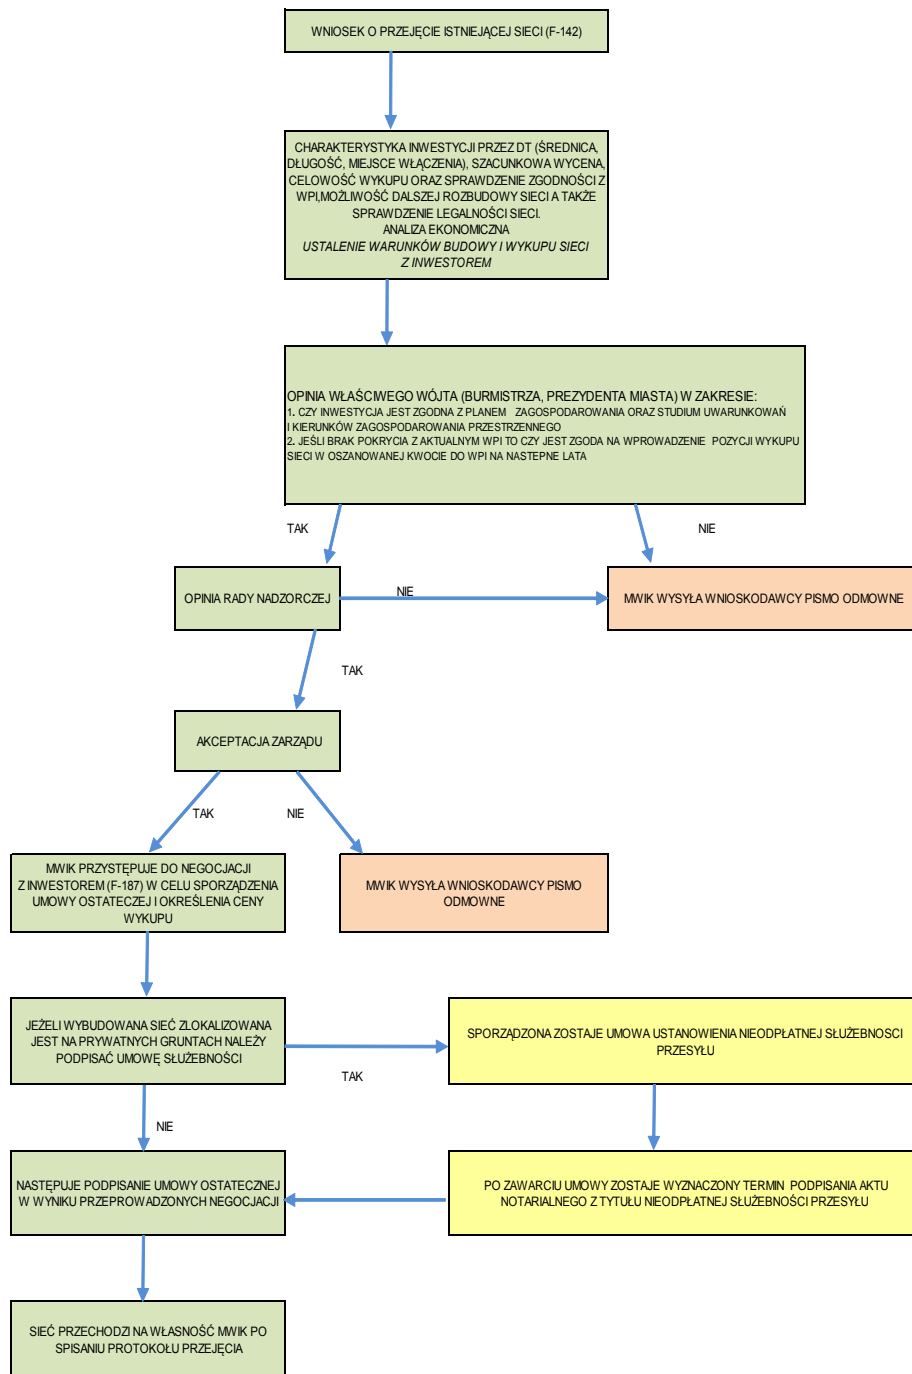 WNIOSEK O PRZEJĘCIE ISTNIEJĄCEJ SIECI (F-142)
CHARAKTERYSTYKA INWESTYCJI PRZEZ DT (ŚREDNICA,
DŁUGOŚĆ, MIEJSCE WŁĄCZENIA), SZACUNKOWA WYCENA,
CELOWOŚĆ WYKUPU ORAZ SPRAWDZENIE ZGODNOŚCI Z
WPI,MOŻLIWOŚĆ DALSZEJ ROZBUDOWY SIECI A TAKŻE
SPRAWDZENIE LEGALNOŚCI SIECI.
ANALIZA EKONOMICZNA
USTALENIE WARUNKÓW BUDOWY I WYKUPU SIECI
Z INWESTOREM
OPINIA WŁAŚCIWEGO WÓJTA (BURMISTRZA, PREZYDENTA MIASTA) W ZAKRESIE:
1. CZY INWESTYCJA JEST ZGODNA Z PLANEM ZAGOSPODAROWANIA ORAZ STUDIUM UWARUNKOWAŃ
I KIERUNKÓW ZAGOSPODAROWANIA PRZESTRZENNEGO
2. JEŚLI BRAK POKRYCIA Z AKTUALNYM WPI TO CZY JEST ZGODA NA WPROWADZENIE POZYCJI WYKUPU
SIECI W OSZANOWANEJ KWOCIE DO WPI NA NASTEPNE LATA
TAK
NIE
OPINIA RADY NADZORCZEJ
NIE
MWIK WYSYŁA WNIOSKODAWCY PISMO ODMOWNE
TAK
AKCEPTACJA ZARZĄDU
TAK
NIE
MWIK PRZYSTĘPUJE DO NEGOCJACJI
Z INWESTOREM (F-187) W CELU SPORZĄDZENIA
UMOWY OSTATECZEJ I OKREŚLENIA CENY
WYKUPU
MWIK WYSYŁA WNIOSKODAWCY PISMO
ODMOWNE
JEŻELI WYBUDOWANA SIEĆ ZLOKALIZOWANA
JEST NA PRYWATNYCH GRUNTACH NALEŻY
PODPISAĆ UMOWĘ SŁUŻEBNOŚCI
TAK
SPORZĄDZONA ZOSTAJE UMOWA USTANOWIENIA NIEODPŁATNEJ SŁUŻEBNOSCI
PRZESYŁU
NIE
NASTĘPUJE PODPISANIE UMOWY OSTATECZNEJ
W WYNIKU PRZEPROWADZONYCH NEGOCJACJI
PO ZAWARCIU UMOWY ZOSTAJE WYZNACZONY TERMIN PODPISANIA AKTU
NOTARIALNEGO Z TYTUŁU NIEODPŁATNEJ SŁUŻEBNOŚCI PRZESYŁU
SIEĆ PRZECHODZI NA WŁASNOŚĆ MWIK PO
SPISANIU PROTOKOŁU PRZEJĘCIA